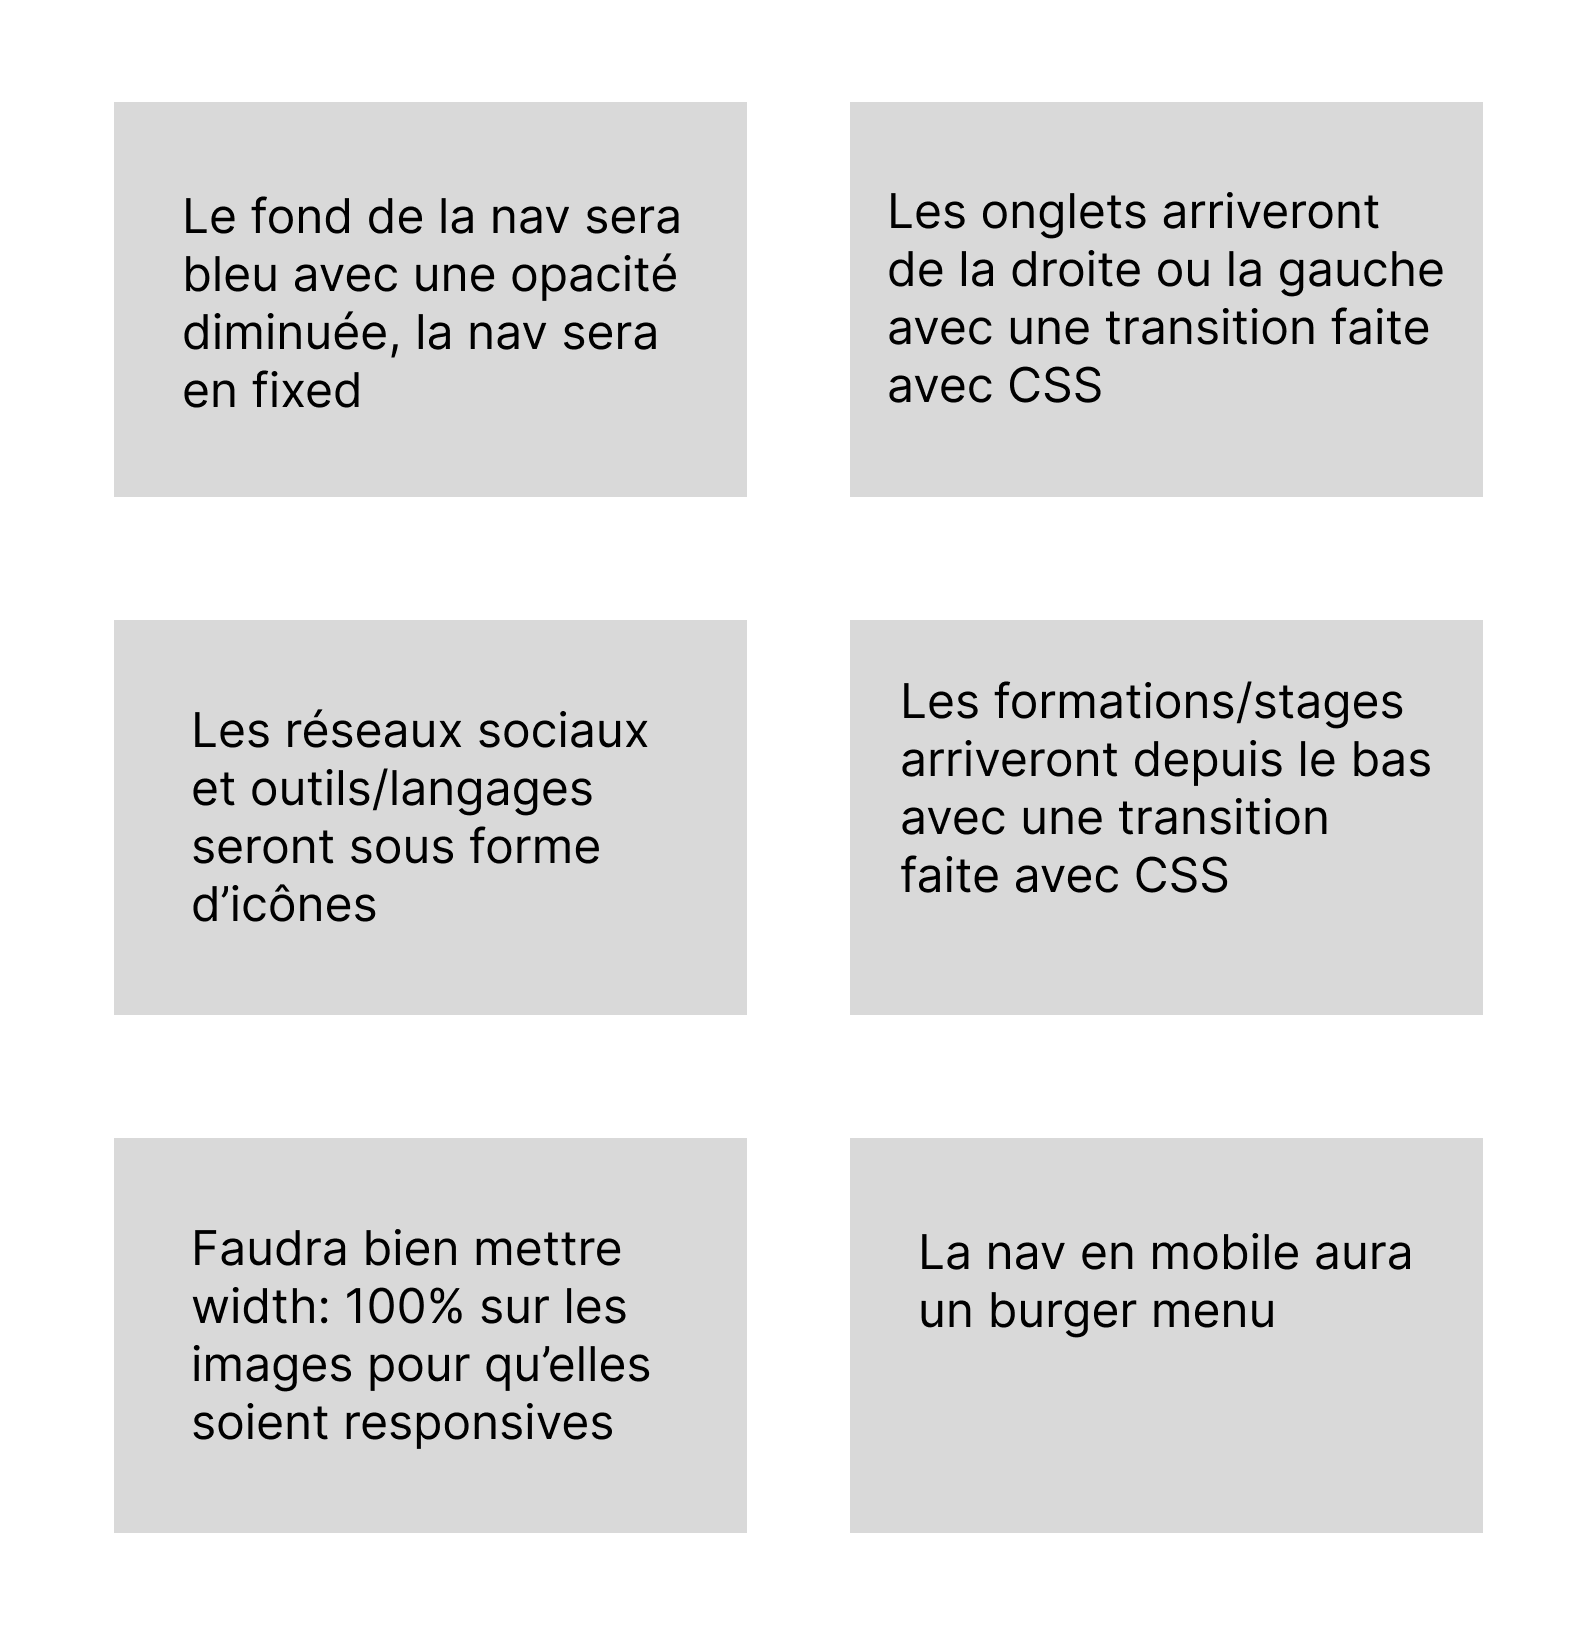 Le fond de la nav sera
bleu avec une opacité
diminuée, la nav sera
en fixed
Les onglets arriveront
de la droite ou la gauche
avec une transition faite
avec CSS
Les réseaux sociaux
et outils/langages
seront sous forme
d’icônes
Les formations/stages
arriveront depuis le bas
avec une transition
faite avec CSS
Faudra bien mettre
width: 100% sur les
images pour qu’elles
soient responsives
La nav en mobile aura
un burger menu